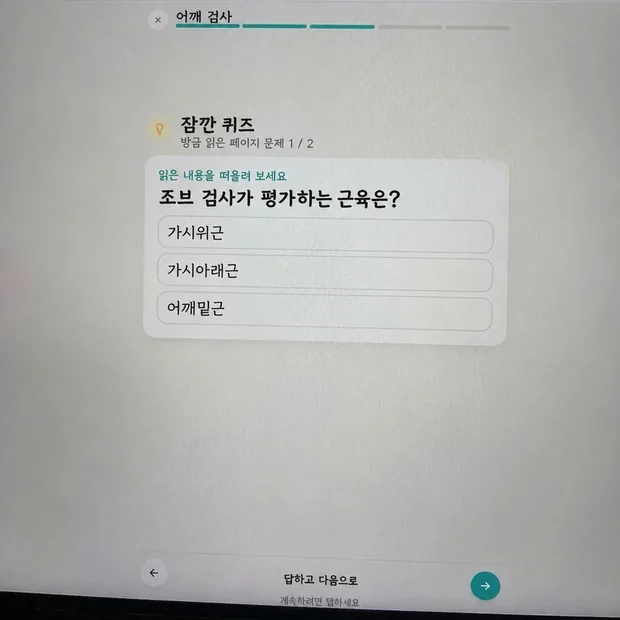 어깨 검사
잠깐 퀴즈
방금 읽은 페이지 문제 1 / 2
읽은 내용을 떠올려 보세요
조브 검사가 평가하는 근육은?
가시위근
가시아래근
어깨밑근
답하고 다음으로
계속하려면 탭하세요